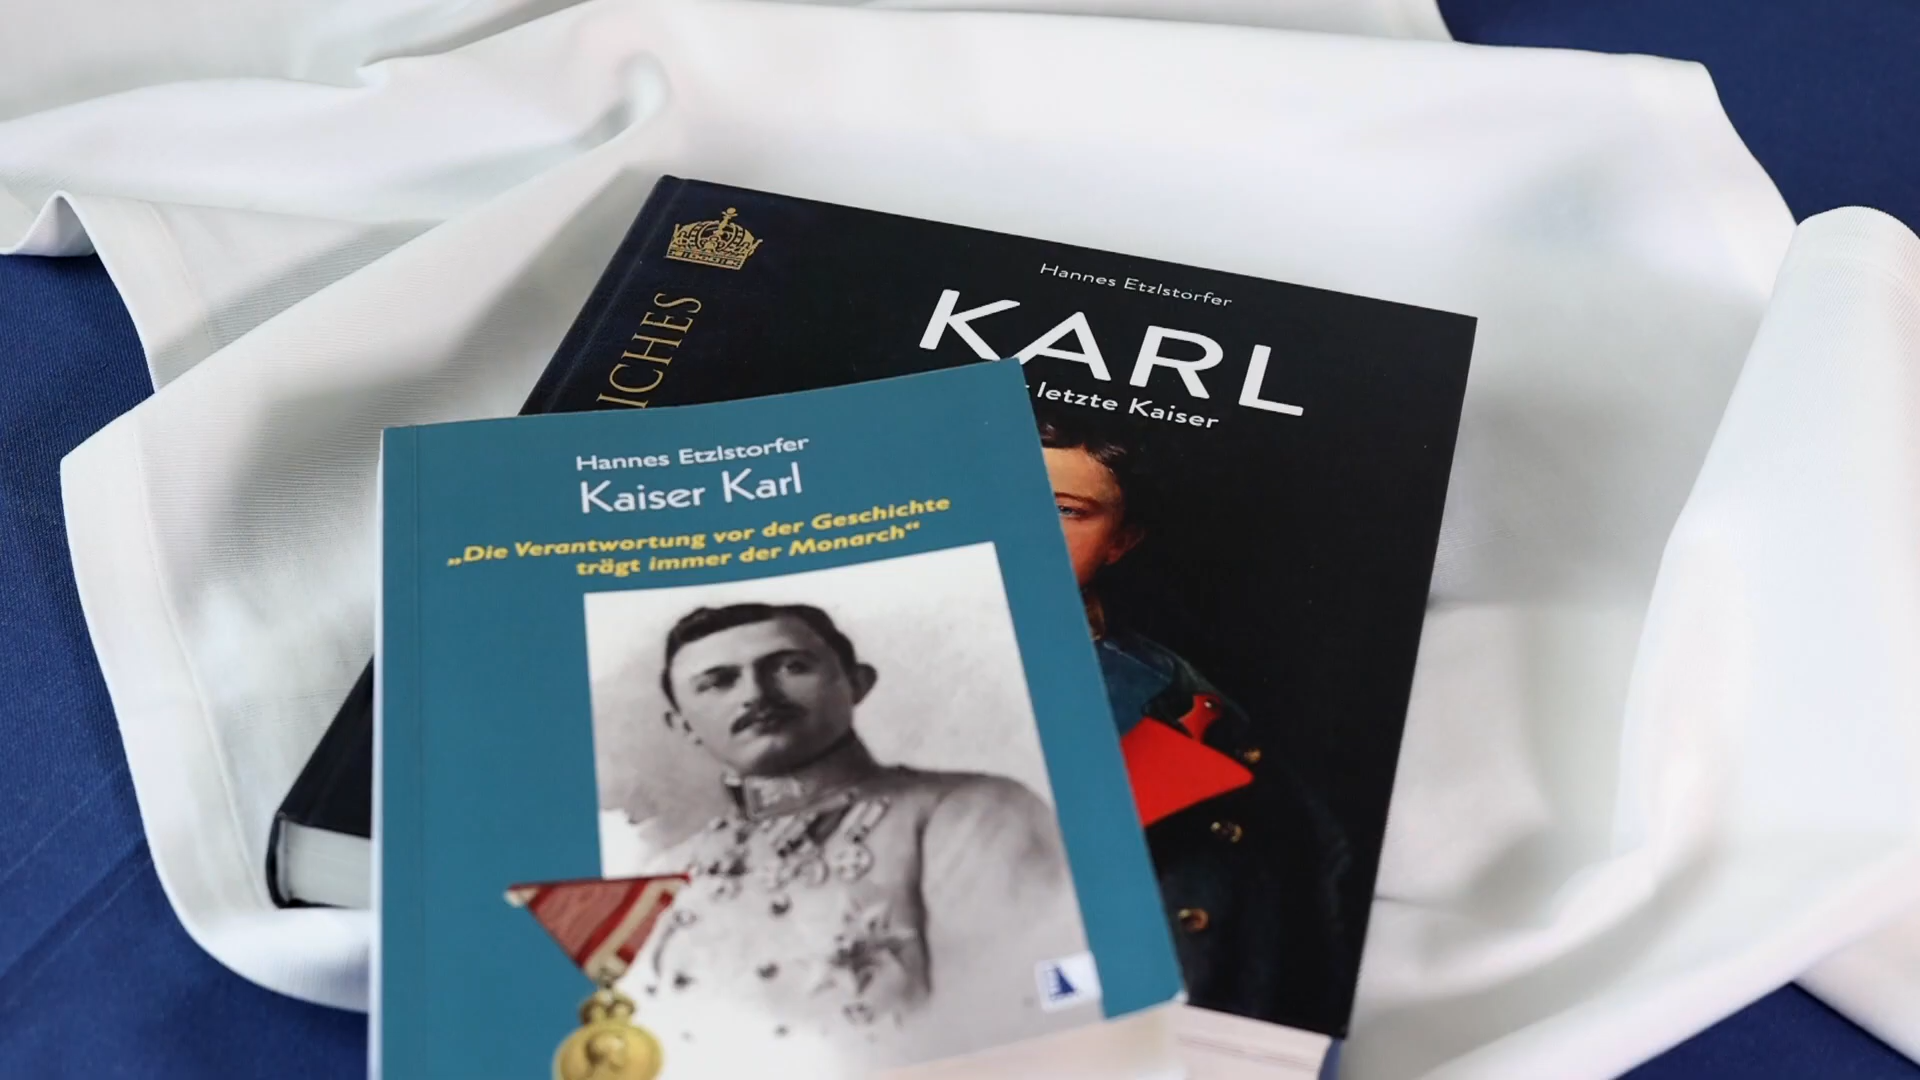 Hannes Etzlstorfer
KARL
letzte Kaiser
ICHES
Hannes Etzlstorfer
Kaiser Karl
„Die Verantwortung vor der Geschichte
trägt immer der Monarch“